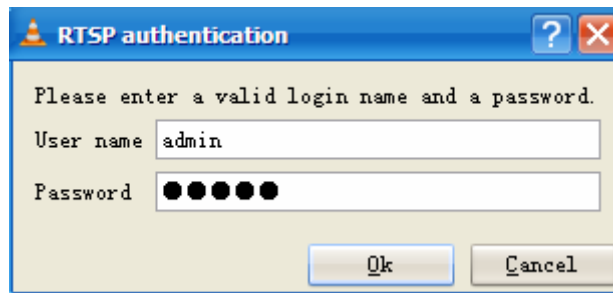 RTSP authentication
Please enter a valid login name and a password.
User name admin
Password ●●●●●
Ok Cancel